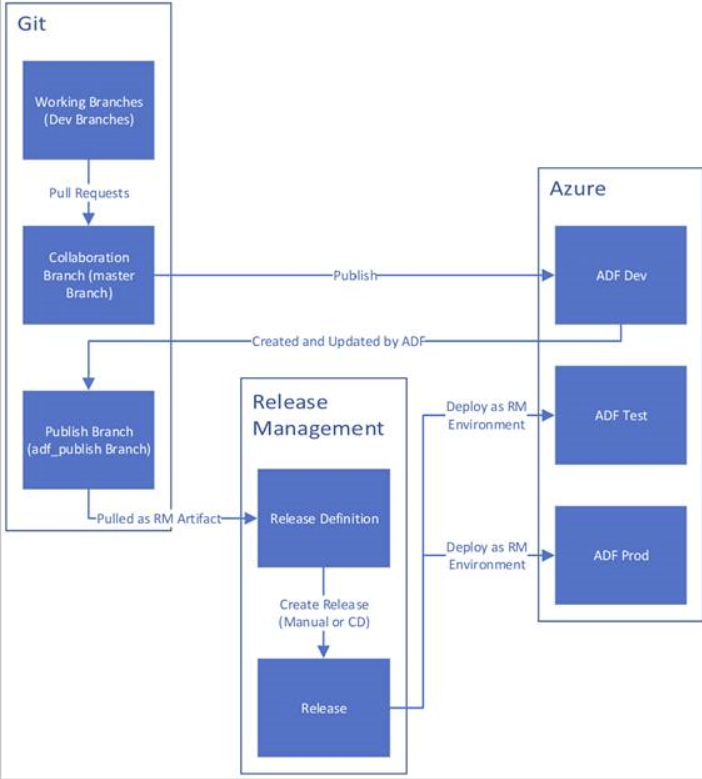 Git
Working Branches
(Dev Branches)
Pull Requests
Collaboration
Branch (master
Branch)
Publish
Azure
ADF Dev
Created and Updated by ADF
Publish Branch
(adf_publish Branch)
Pulled as RM Artifact
Release
Management
Release Definition
Create Release
(Manual or CD)
Release
Deploy as RM
Environment
ADF Test
Deploy as RM
Environment
ADF Prod